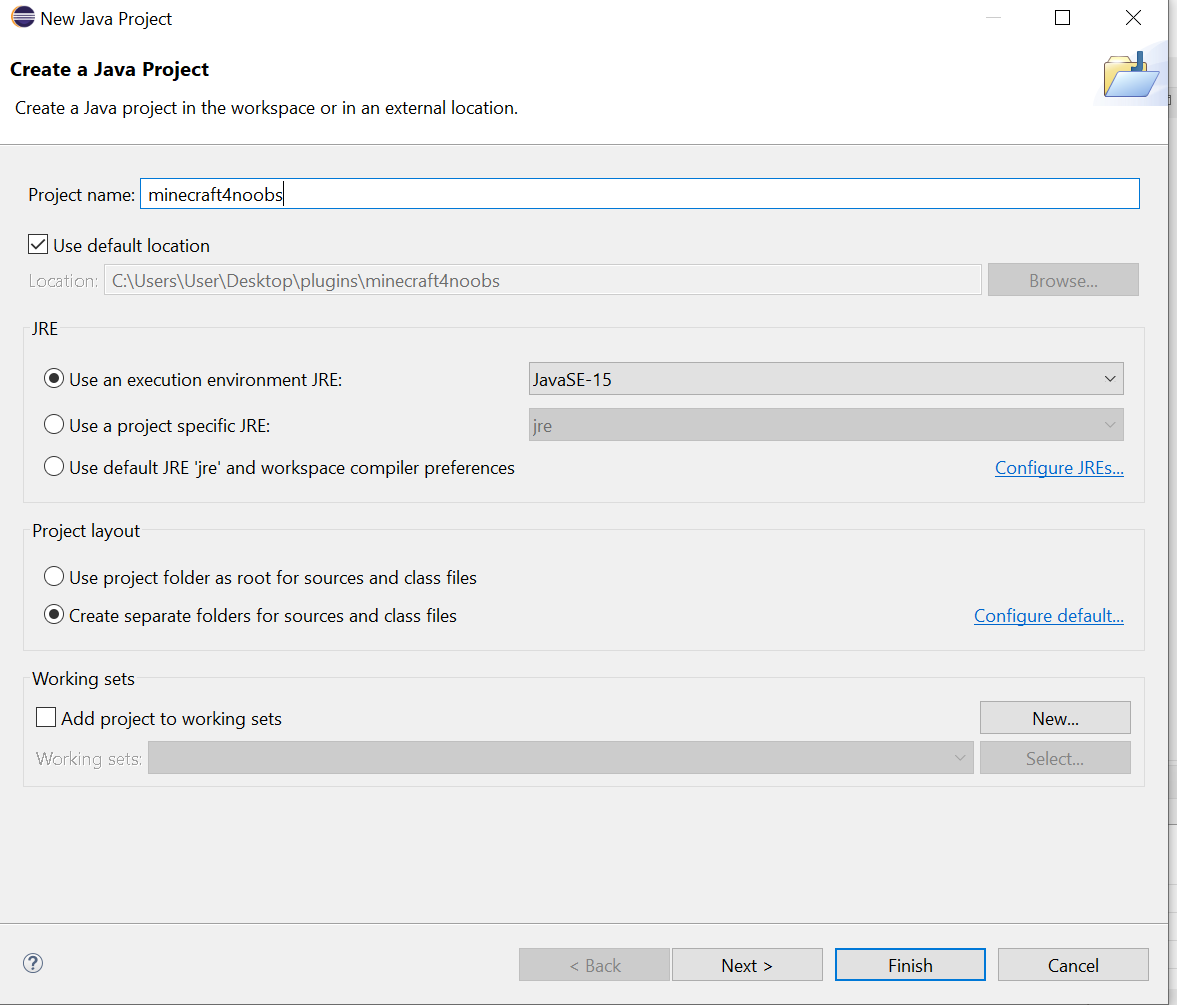 New Java Project
Create a Java Project
Create a Java project in the workspace or in an external location.
Project name: minecraft4noobs
Use default location
Location: C:\Users\User\Desktop\plugins\minecraft4noobs Browse...
JRE
Use an execution environment JRE: JavaSE-15
Use a project specific JRE: jre
Use default JRE 'jre' and workspace compiler preferences Configure JREs...
Project layout
Use project folder as root for sources and class files
Create separate folders for sources and class files Configure default...
Working sets
Add project to working sets New...
Working sets: Select...
? < Back Next > Finish Cancel